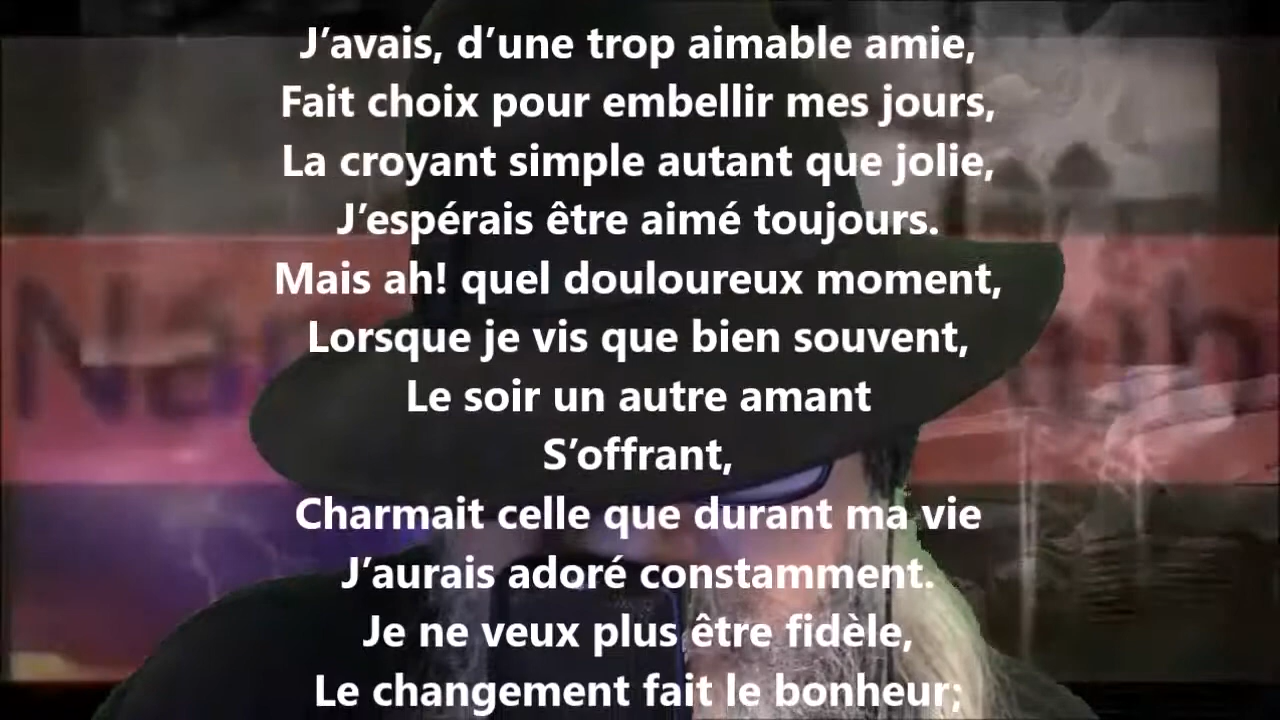 J’avais, d’une trop aimable amie,
Fait choix pour embellir mes jours,
La croyant simple autant que jolie,
J’espérais être aimé toujours.
Mais ah! quel douloureux moment,
Lorsque je vis que bien souvent,
Le soir un autre amant
S’offrant,
Charmait celle que durant ma vie
J’aurais adoré constamment.
Je ne veux plus être fidèle,
Le changement fait le bonheur;